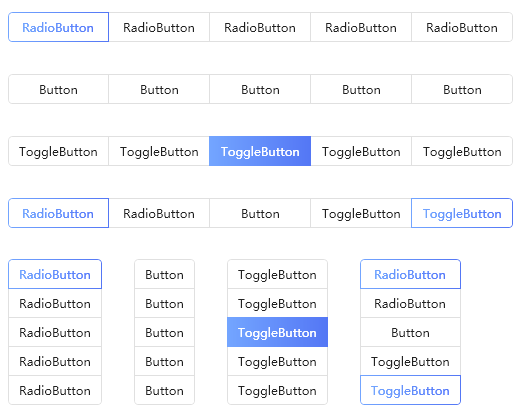 RadioButton RadioButton RadioButton RadioButton RadioButton
Button Button Button Button Button
ToggleButton ToggleButton ToggleButton ToggleButton ToggleButton
RadioButton RadioButton Button ToggleButton ToggleButton
RadioButton Button ToggleButton RadioButton
RadioButton Button ToggleButton RadioButton
RadioButton Button ToggleButton Button
RadioButton Button ToggleButton ToggleButton
RadioButton Button ToggleButton ToggleButton